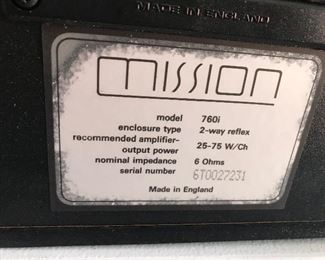 MADE IN ENGLAND
mission
model 760i
enclosure type 2-way reflex
recommended amplifier-
output power 25-75 W/Ch
nominal impedance 6 Ohms
serial number 6T0027231
Made in England